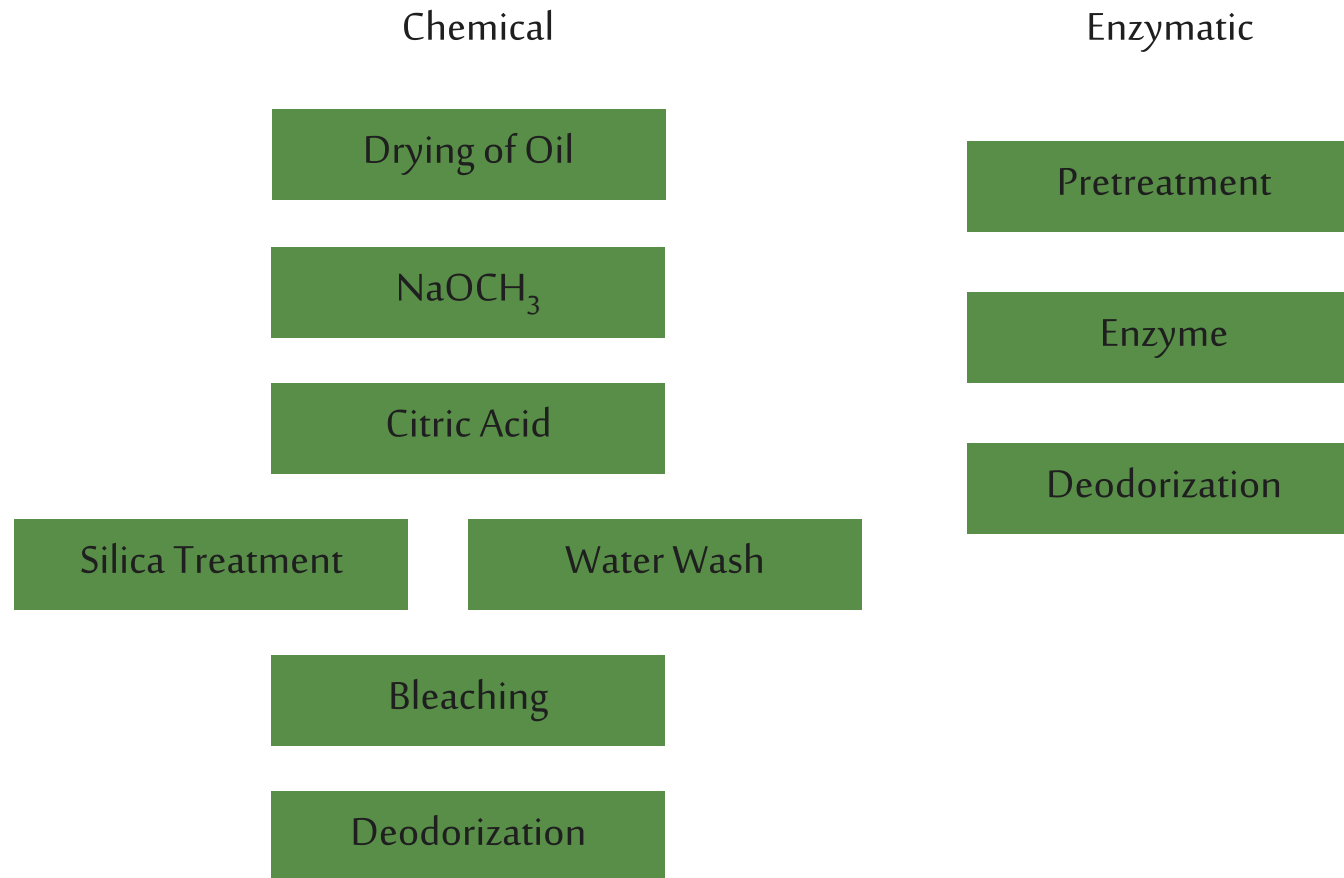 Chemical
Drying of Oil
NaOCH₃
Citric Acid
Silica Treatment
Water Wash
Bleaching
Deodorization
Enzymatic
Pretreatment
Enzyme
Deodorization